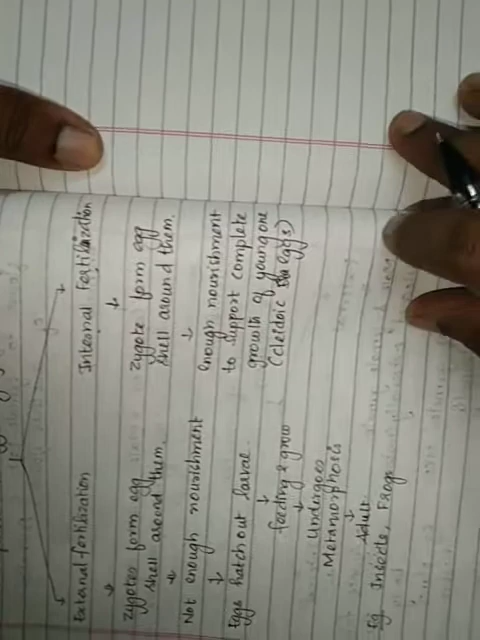 External fertilization
Zygotes form egg
shell around them.
Not enough nourishment
Eggs hatch out larval.
feeding & grow
Undergoes
Metamorphosis
Adult
Eg. Insects, Frogs
Internal Fertilization
Zygote form egg
shell around them.
enough nourishment
to support complete
growth of young one
(cleidoic egg(s)